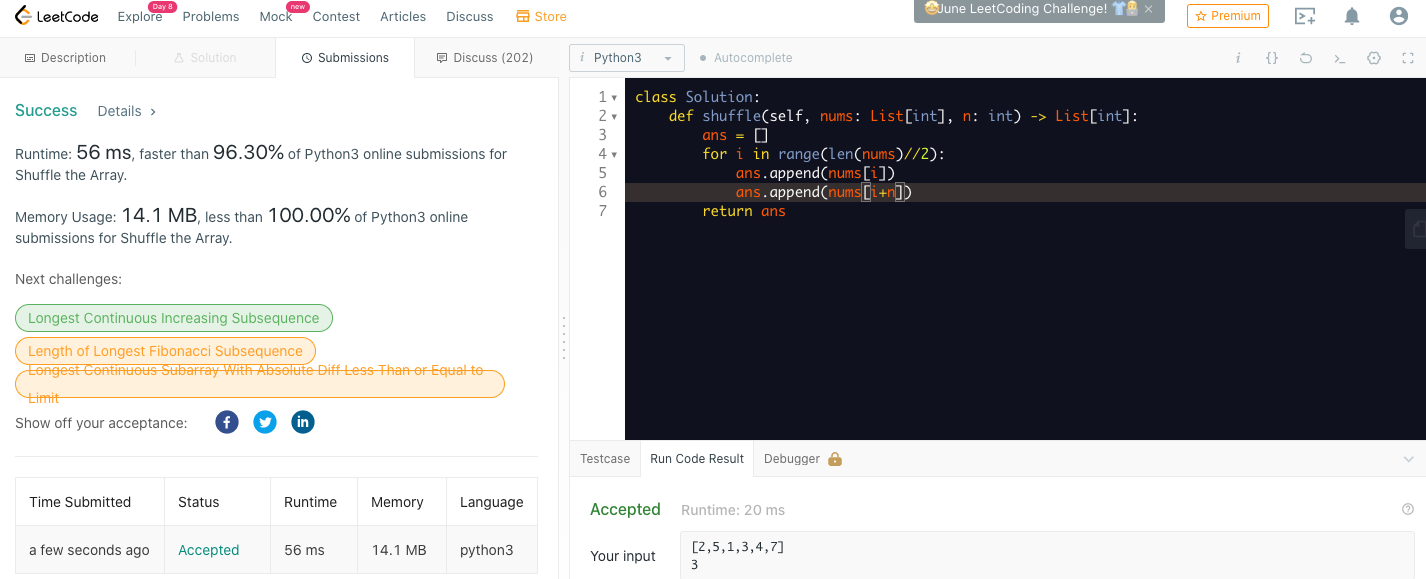 LeetCode
Explore
Day 8
Problems
Mock
new
Contest
Articles
Discuss
Store
🤩June LeetCoding Challenge! ×
Premium
Description
Solution
Submissions
Discuss (202)
i Python3
Autocomplete
Success
Details
Runtime: 56 ms, faster than 96.30% of Python3 online submissions for
Shuffle the Array.
Memory Usage: 14.1 MB, less than 100.00% of Python3 online
submissions for Shuffle the Array.
Next challenges:
Longest Continuous Increasing Subsequence
Length of Longest Fibonacci Subsequence
Longest Continuous Subarray With Absolute Diff Less Than or Equal to
Limit
Show off your acceptance:
Time Submitted Status Runtime Memory Language
a few seconds ago Accepted 56 ms 14.1 MB python3
1 class Solution:
2 def shuffle(self, nums: List[int], n: int) -> List[int]:
3 ans = []
4 for i in range(len(nums)//2):
5 ans.append(nums[i])
6 ans.append(nums[i+n])
7 return ans
Testcase
Run Code Result
Debugger
Accepted
Runtime: 20 ms
Your input
[2,5,1,3,4,7]
3